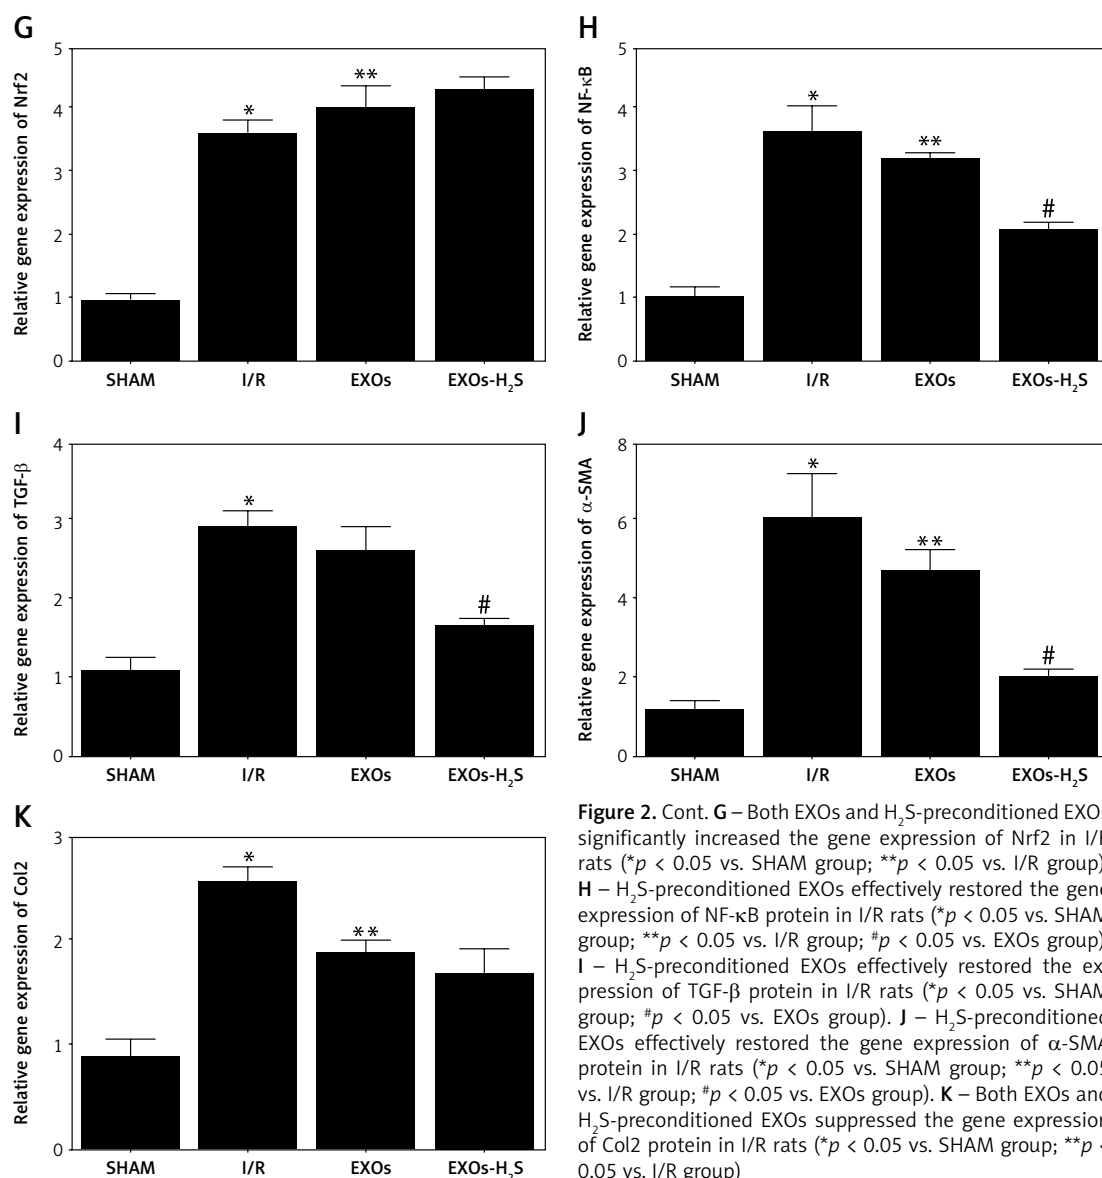 G
Relative gene expression of Nrf2
5
4
3
2
1
0
*
**
SHAM
I/R
EXOs
EXOs-H₂S
H
Relative gene expression of NF-κB
5
4
3
2
1
0
*
**
#
SHAM
I/R
EXOs
EXOs-H₂S
I
Relative gene expression of TGF-β
4
3
2
1
0
*
#
SHAM
I/R
EXOs
EXOs-H₂S
J
Relative gene expression of α-SMA
8
6
4
2
0
*
**
#
SHAM
I/R
EXOs
EXOs-H₂S
K
Relative gene expression of Col2
3
2
1
0
*
**
SHAM
I/R
EXOs
EXOs-H₂S
Figure 2. Cont. G – Both EXOs and H₂S-preconditioned EXOs
significantly increased the gene expression of Nrf2 in I/R
rats (*p < 0.05 vs. SHAM group; **p < 0.05 vs. I/R group)
H – H₂S-preconditioned EXOs effectively restored the gene
expression of NF-κB protein in I/R rats (*p < 0.05 vs. SHAM
group; **p < 0.05 vs. I/R group; #p < 0.05 vs. EXOs group)
I – H₂S-preconditioned EXOs effectively restored the ex
pression of TGF-β protein in I/R rats (*p < 0.05 vs. SHAM
group; #p < 0.05 vs. EXOs group). J – H₂S-preconditioned
EXOs effectively restored the gene expression of α-SMA
protein in I/R rats (*p < 0.05 vs. SHAM group; **p < 0.05
vs. I/R group; #p < 0.05 vs. EXOs group). K – Both EXOs and
H₂S-preconditioned EXOs suppressed the gene expression
of Col2 protein in I/R rats (*p < 0.05 vs. SHAM group; **p <
0.05 vs. I/R group)